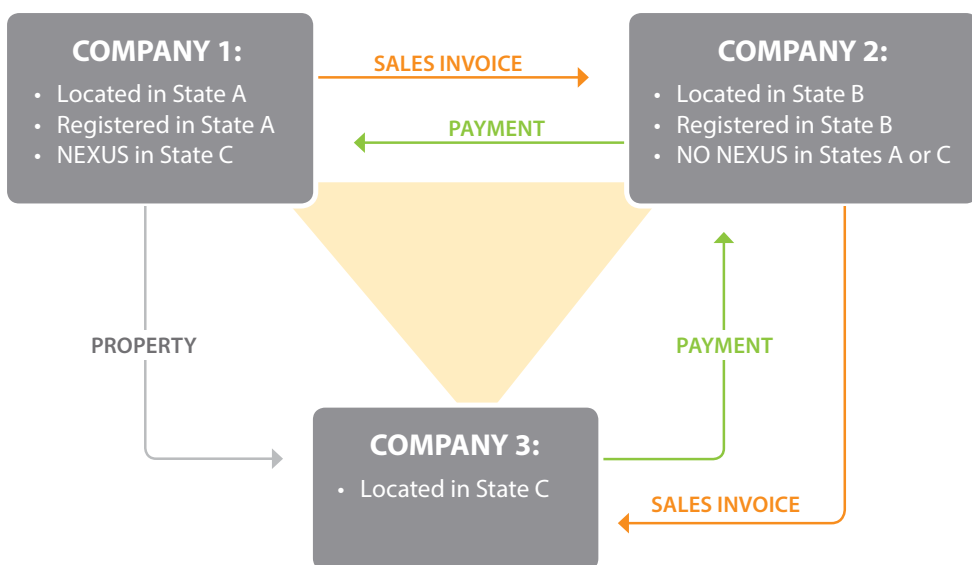 COMPANY 1:
• Located in State A
• Registered in State A
• NEXUS in State C
SALES INVOICE
PAYMENT
COMPANY 2:
• Located in State B
• Registered in State B
• NO NEXUS in States A or C
PROPERTY
PAYMENT
COMPANY 3:
• Located in State C
SALES INVOICE